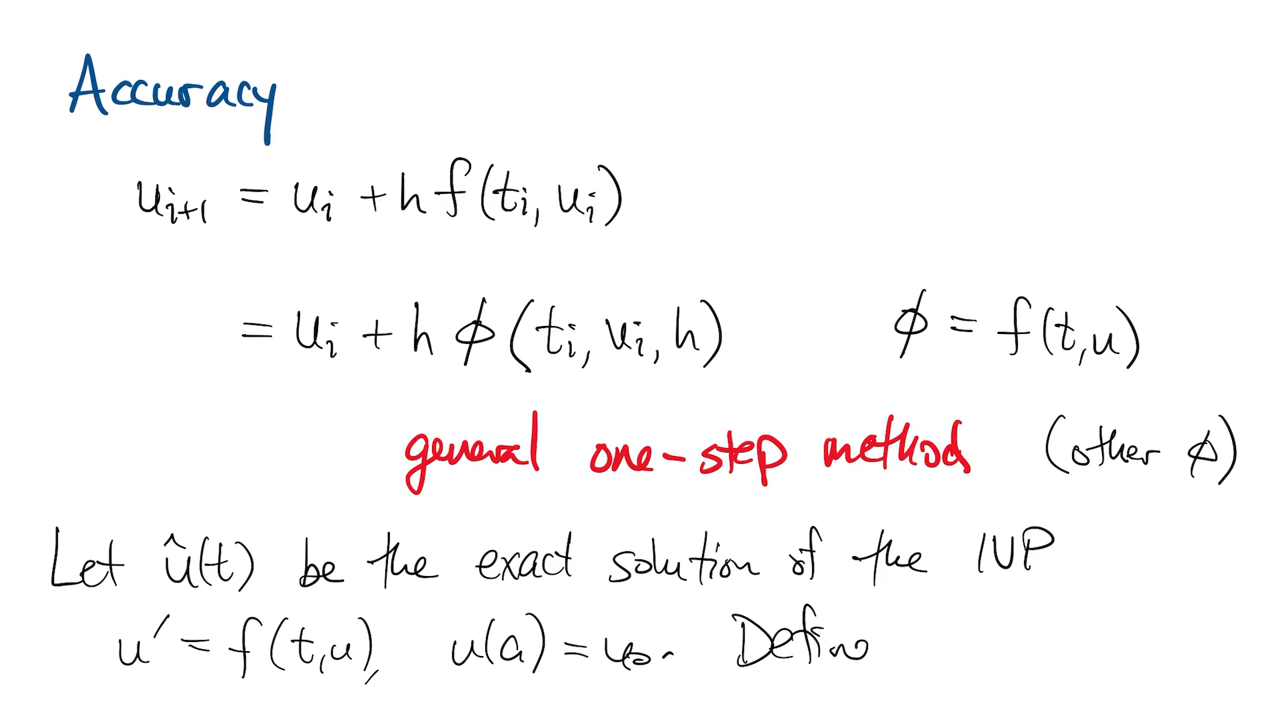 Accuracy
u_{i+1} = u_i + h f(t_i, u_i)
= u_i + h ϕ(t_i, u_i, h) ϕ = f(t,u)
general one-step method (other ϕ)
Let û(t) be the exact solution of the IVP
u′ = f(t,u), u(a) = u_0. Define